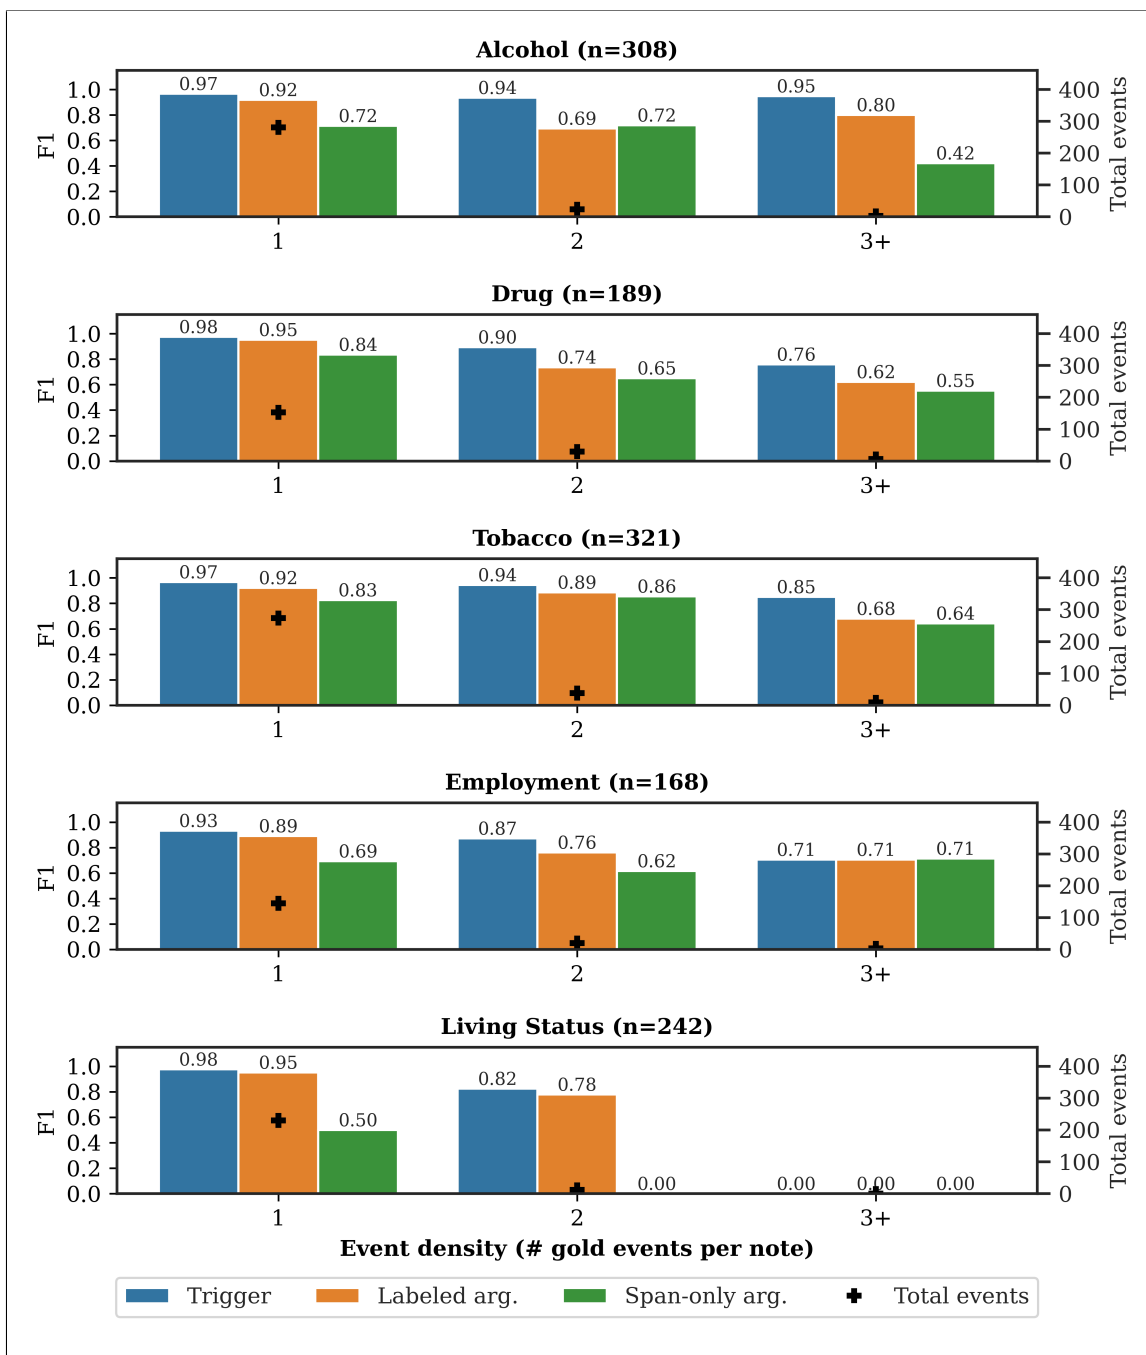 Alcohol (n=308)
1.0 0.8 0.6 0.4 0.2 0.0
F1
0.97 0.92 0.72 0.94 0.69 0.72 0.95 0.80 0.42
400 300 200 100 0
Total events
1 2 3+
Drug (n=189)
1.0 0.8 0.6 0.4 0.2 0.0
F1
0.98 0.95 0.84 0.90 0.74 0.65 0.76 0.62 0.55
400 300 200 100 0
Total events
1 2 3+
Tobacco (n=321)
1.0 0.8 0.6 0.4 0.2 0.0
F1
0.97 0.92 0.83 0.94 0.89 0.86 0.85 0.68 0.64
400 300 200 100 0
Total events
1 2 3+
Employment (n=168)
1.0 0.8 0.6 0.4 0.2 0.0
F1
0.93 0.89 0.69 0.87 0.76 0.62 0.71 0.71 0.71
400 300 200 100 0
Total events
1 2 3+
Living Status (n=242)
1.0 0.8 0.6 0.4 0.2 0.0
F1
0.98 0.95 0.50 0.82 0.78 0.00 0.00 0.00 0.00
400 300 200 100 0
Total events
1 2 3+
Event density (# gold events per note)
Trigger Labeled arg. Span-only arg. Total events